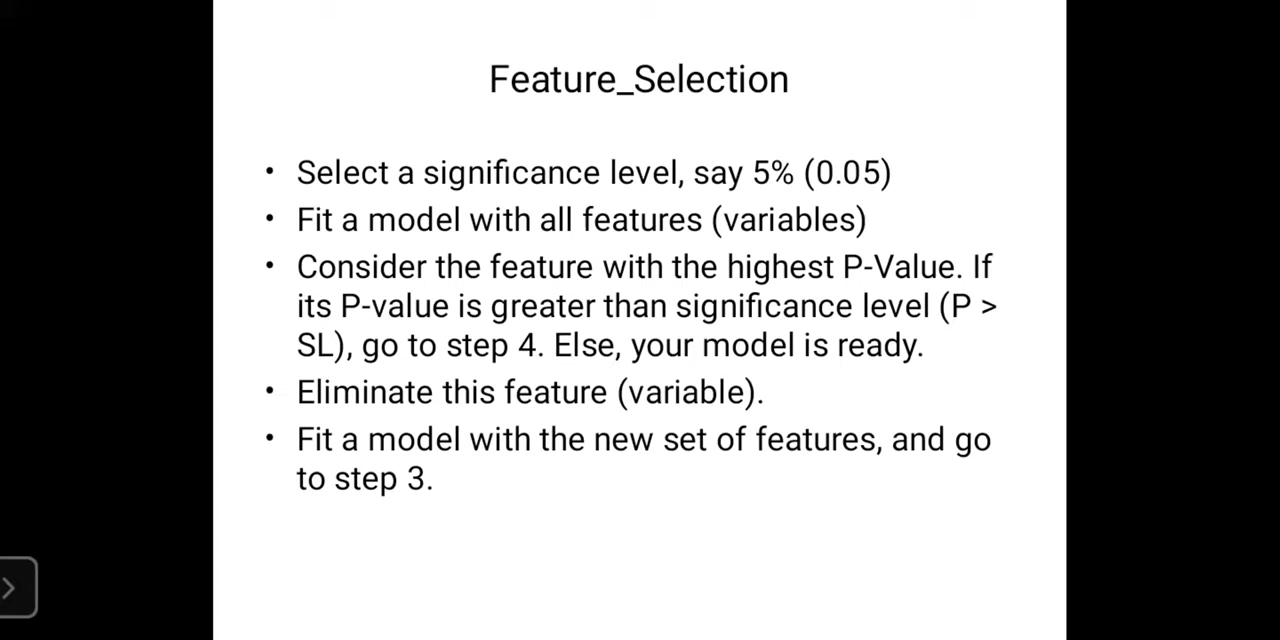 Feature_Selection
• Select a significance level, say 5% (0.05)
• Fit a model with all features (variables)
• Consider the feature with the highest P-Value. If
its P-value is greater than significance level (P >
SL), go to step 4. Else, your model is ready.
• Eliminate this feature (variable).
• Fit a model with the new set of features, and go
to step 3.